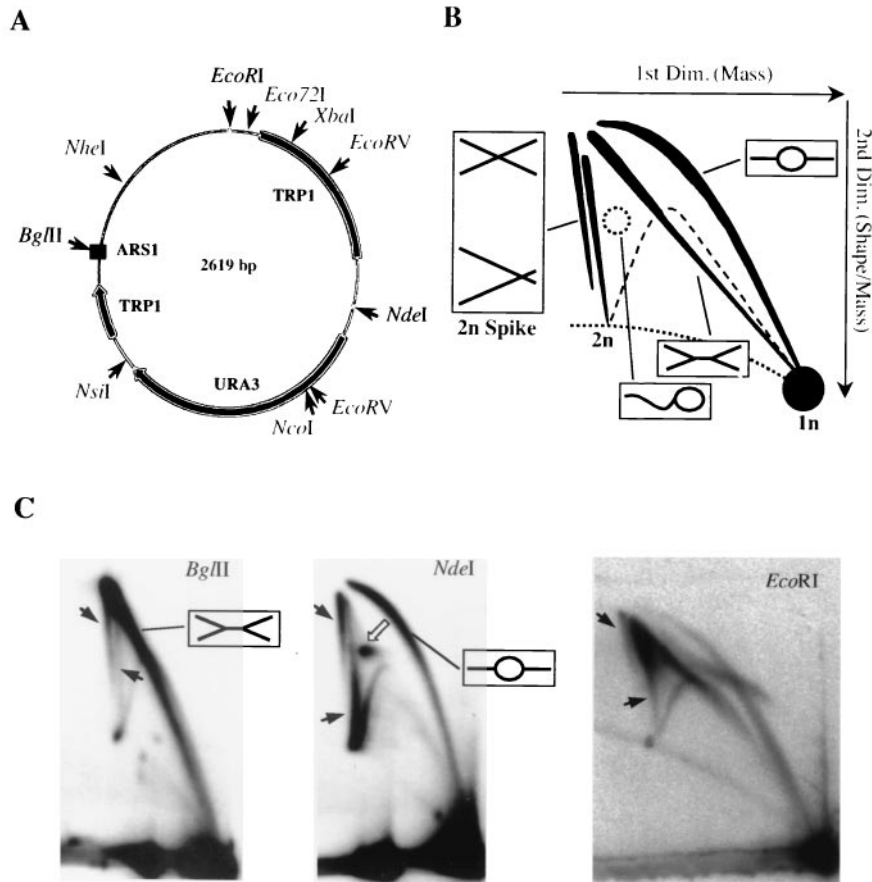 A
EcoRI
Eco72I
XbaI
EcoRV
TRP1
NheI
BglII
ARS1
2619 bp
TRP1
NdeI
NsiI
URA3
EcoRV
NcoI
B
1st Dim. (Mass)
2nd Dim. (Shape/Mass)
2n Spike
2n
1n
C
BglII
NdeI
EcoRI